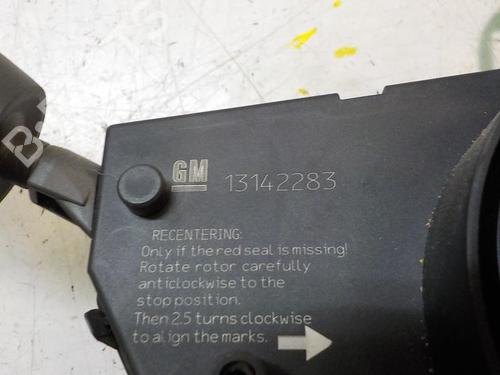 GM 13142283
RECENTERING:
Only if the red seal is missing!
Rotate rotor carefully
anticlockwise to the
stop position.
Then 2.5 turns clockwise
to align the marks.